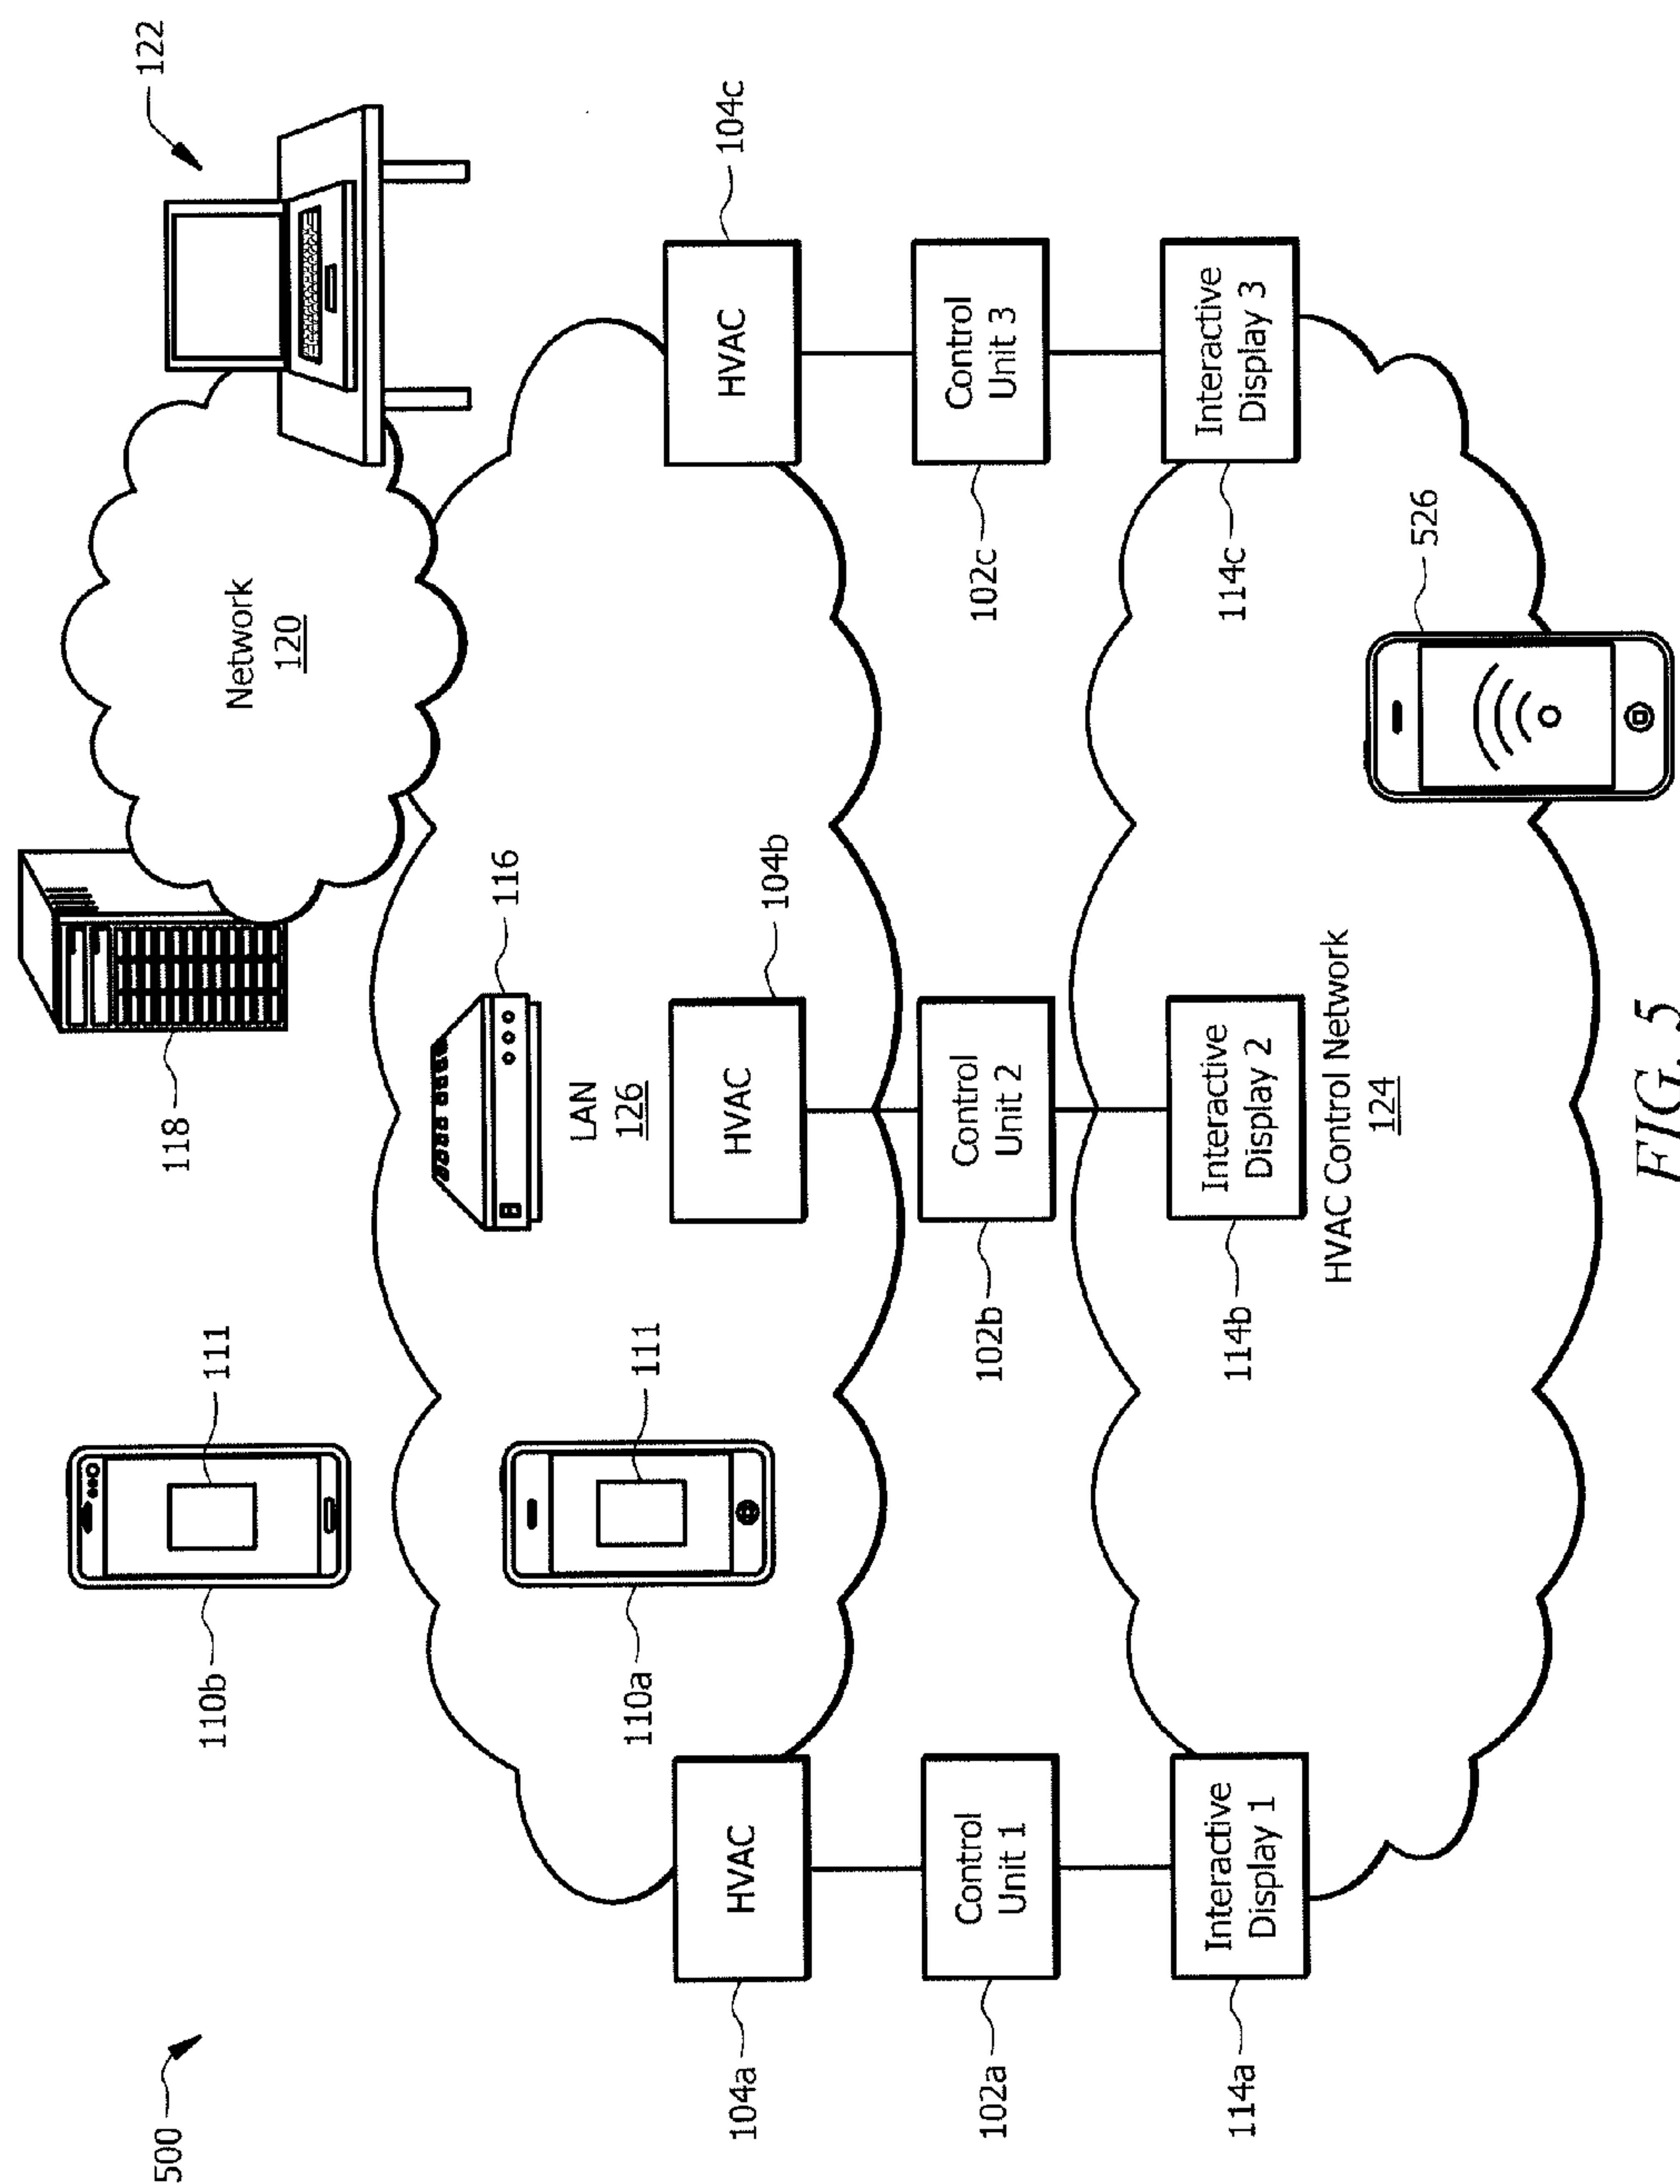 500
118
Network
120
122
110b
111
116
LAN
126
110a
111
104a
HVAC
HVAC
104b
HVAC
104c
102a
Control
Unit 1
102b
Control
Unit 2
102c
Control
Unit 3
114a
Interactive
Display 1
114b
Interactive
Display 2
114c
Interactive
Display 3
HVAC Control Network
124
526
FIG. 5